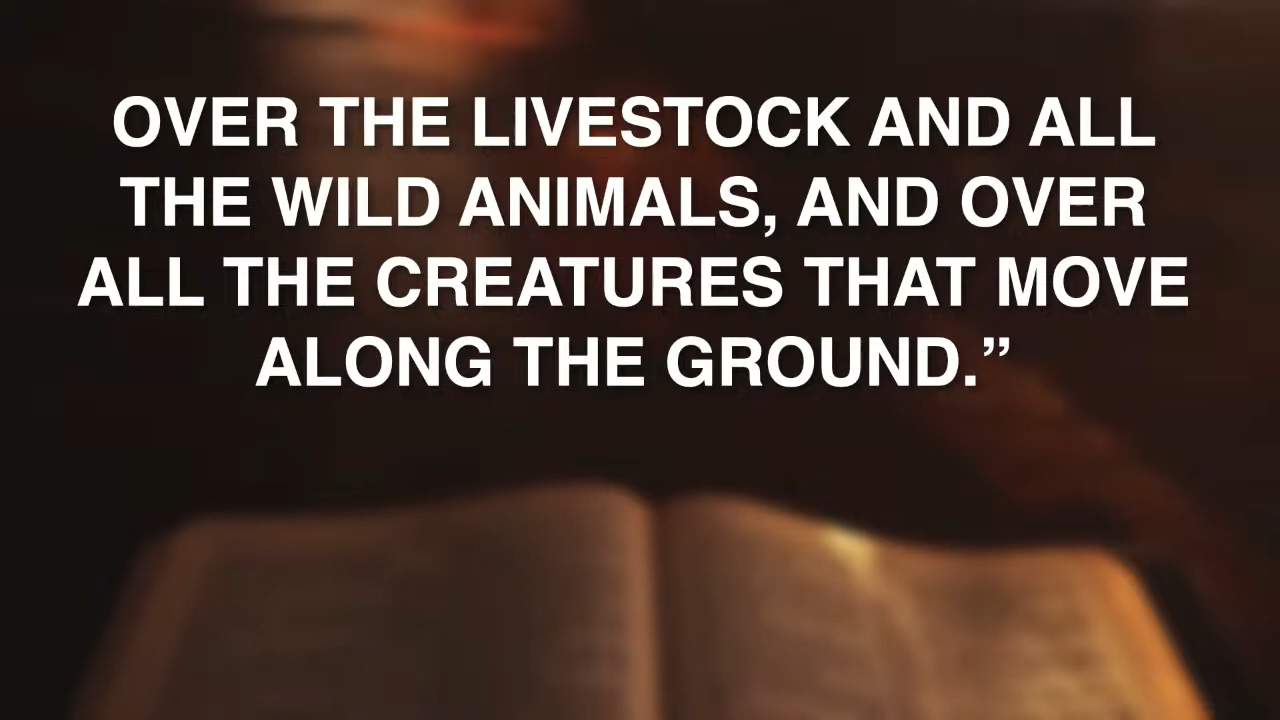 OVER THE LIVESTOCK AND ALL
THE WILD ANIMALS, AND OVER
ALL THE CREATURES THAT MOVE
ALONG THE GROUND.”